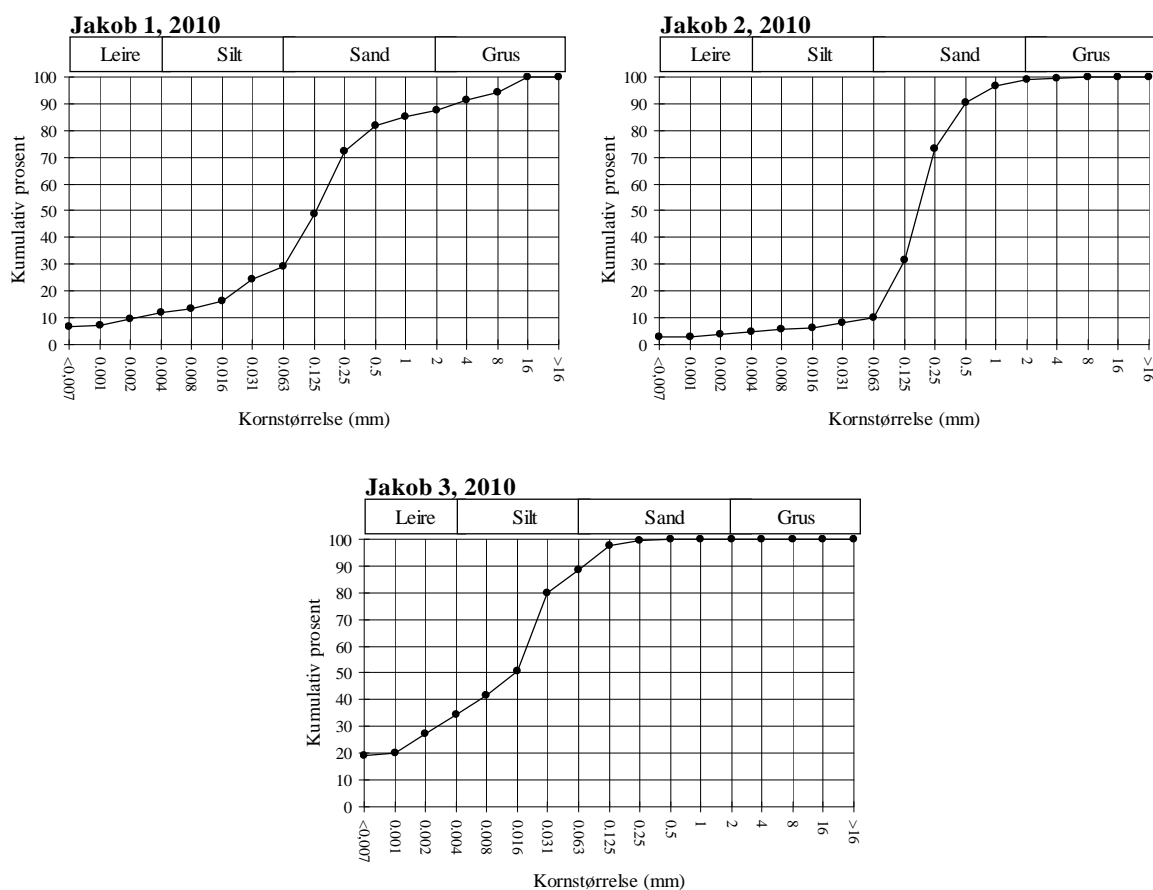 Jakob 1, 2010
Leire Silt Sand Grus
Kumulativ prosent
100
90
80
70
60
50
40
30
20
10
0
<0,007 0.001 0.002 0.004 0.008 0.016 0.031 0.063 0.125 0.25 0.5 1 2 4 8 16 >16
Kornstørrelse (mm)
Jakob 2, 2010
Leire Silt Sand Grus
Kumulativ prosent
100
90
80
70
60
50
40
30
20
10
0
<0,007 0.001 0.002 0.004 0.008 0.016 0.031 0.063 0.125 0.25 0.5 1 2 4 8 16 >16
Kornstørrelse (mm)
Jakob 3, 2010
Leire Silt Sand Grus
Kumulativ prosent
100
90
80
70
60
50
40
30
20
10
0
<0,007 0.001 0.002 0.004 0.008 0.016 0.031 0.063 0.125 0.25 0.5 1 2 4 8 16 >16
Kornstørrelse (mm)